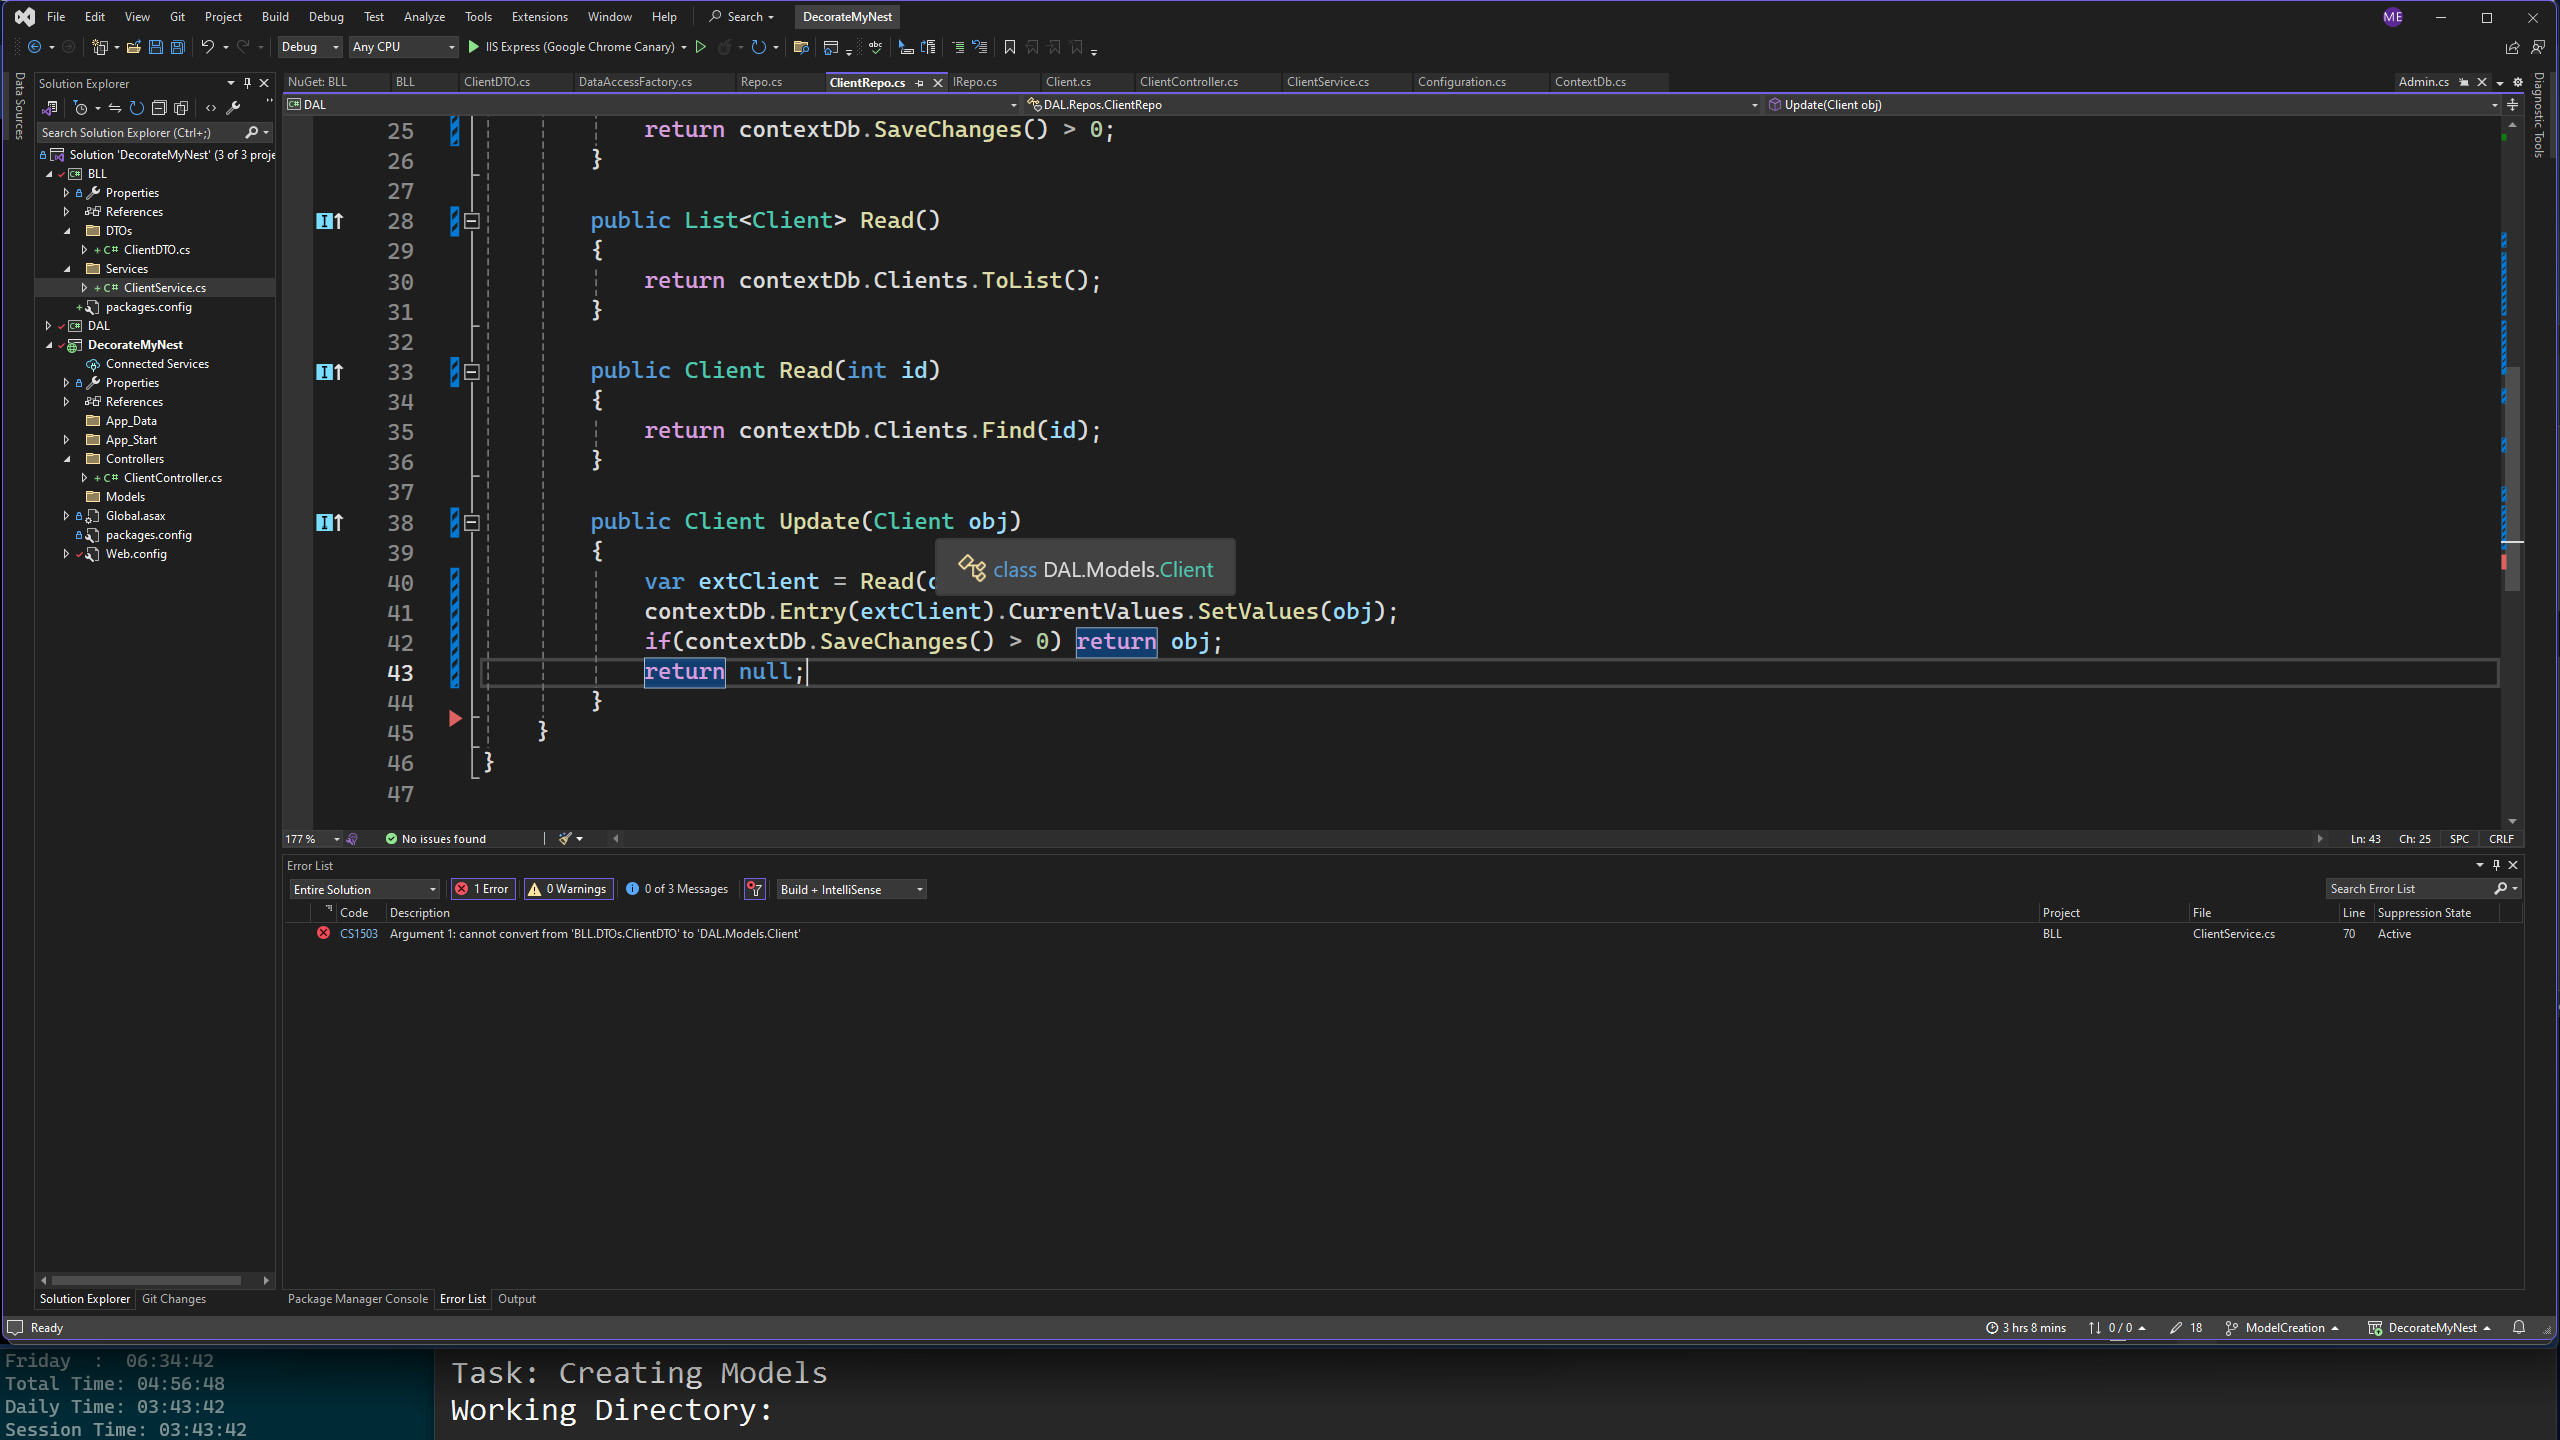 File Edit View Git Project Build Debug Test Analyze Tools Extensions Window Help Search DecorateMyNest ME
Debug Any CPU IIS Express (Google Chrome Canary)
Data Sources
Solution Explorer
Search Solution Explorer (Ctrl+;)
Solution 'DecorateMyNest' (3 of 3 proje
BLL
Properties
References
DTOs
ClientDTO.cs
Services
ClientService.cs
packages.config
DAL
DecorateMyNest
Connected Services
Properties
References
App_Data
App_Start
Controllers
ClientController.cs
Models
Global.asax
packages.config
Web.config
Solution Explorer Git Changes
NuGet: BLL BLL ClientDTO.cs DataAccessFactory.cs Repo.cs ClientRepo.cs IRepo.cs Client.cs ClientController.cs ClientService.cs Configuration.cs ContextDb.cs Admin.cs
DAL DAL.Repos.ClientRepo Update(Client obj)
Diagnostic Tools
25 return contextDb.SaveChanges() > 0;
26 }
27
28 public List<Client> Read()
29 {
30 return contextDb.Clients.ToList();
31 }
32
33 public Client Read(int id)
34 {
35 return contextDb.Clients.Find(id);
36 }
37
38 public Client Update(Client obj)
39 {
class DAL.Models.Client
40 var extClient = Read(
41 contextDb.Entry(extClient).CurrentValues.SetValues(obj);
42 if(contextDb.SaveChanges() > 0) return obj;
43 return null;
44 }
45 }
46 }
47
177 % No issues found Ln: 43 Ch: 25 SPC CRLF
Error List
Entire Solution 1 Error 0 Warnings 0 of 3 Messages Build + IntelliSense Search Error List
Code Description Project File Line Suppression State
CS1503 Argument 1: cannot convert from 'BLL.DTOs.ClientDTO' to 'DAL.Models.Client' BLL ClientService.cs 70 Active
Package Manager Console Error List Output
Ready 3 hrs 8 mins 0 / 0 18 ModelCreation DecorateMyNest
Friday : 06:34:42
Total Time: 04:56:48
Daily Time: 03:43:42
Session Time: 03:43:42
Task: Creating Models
Working Directory: